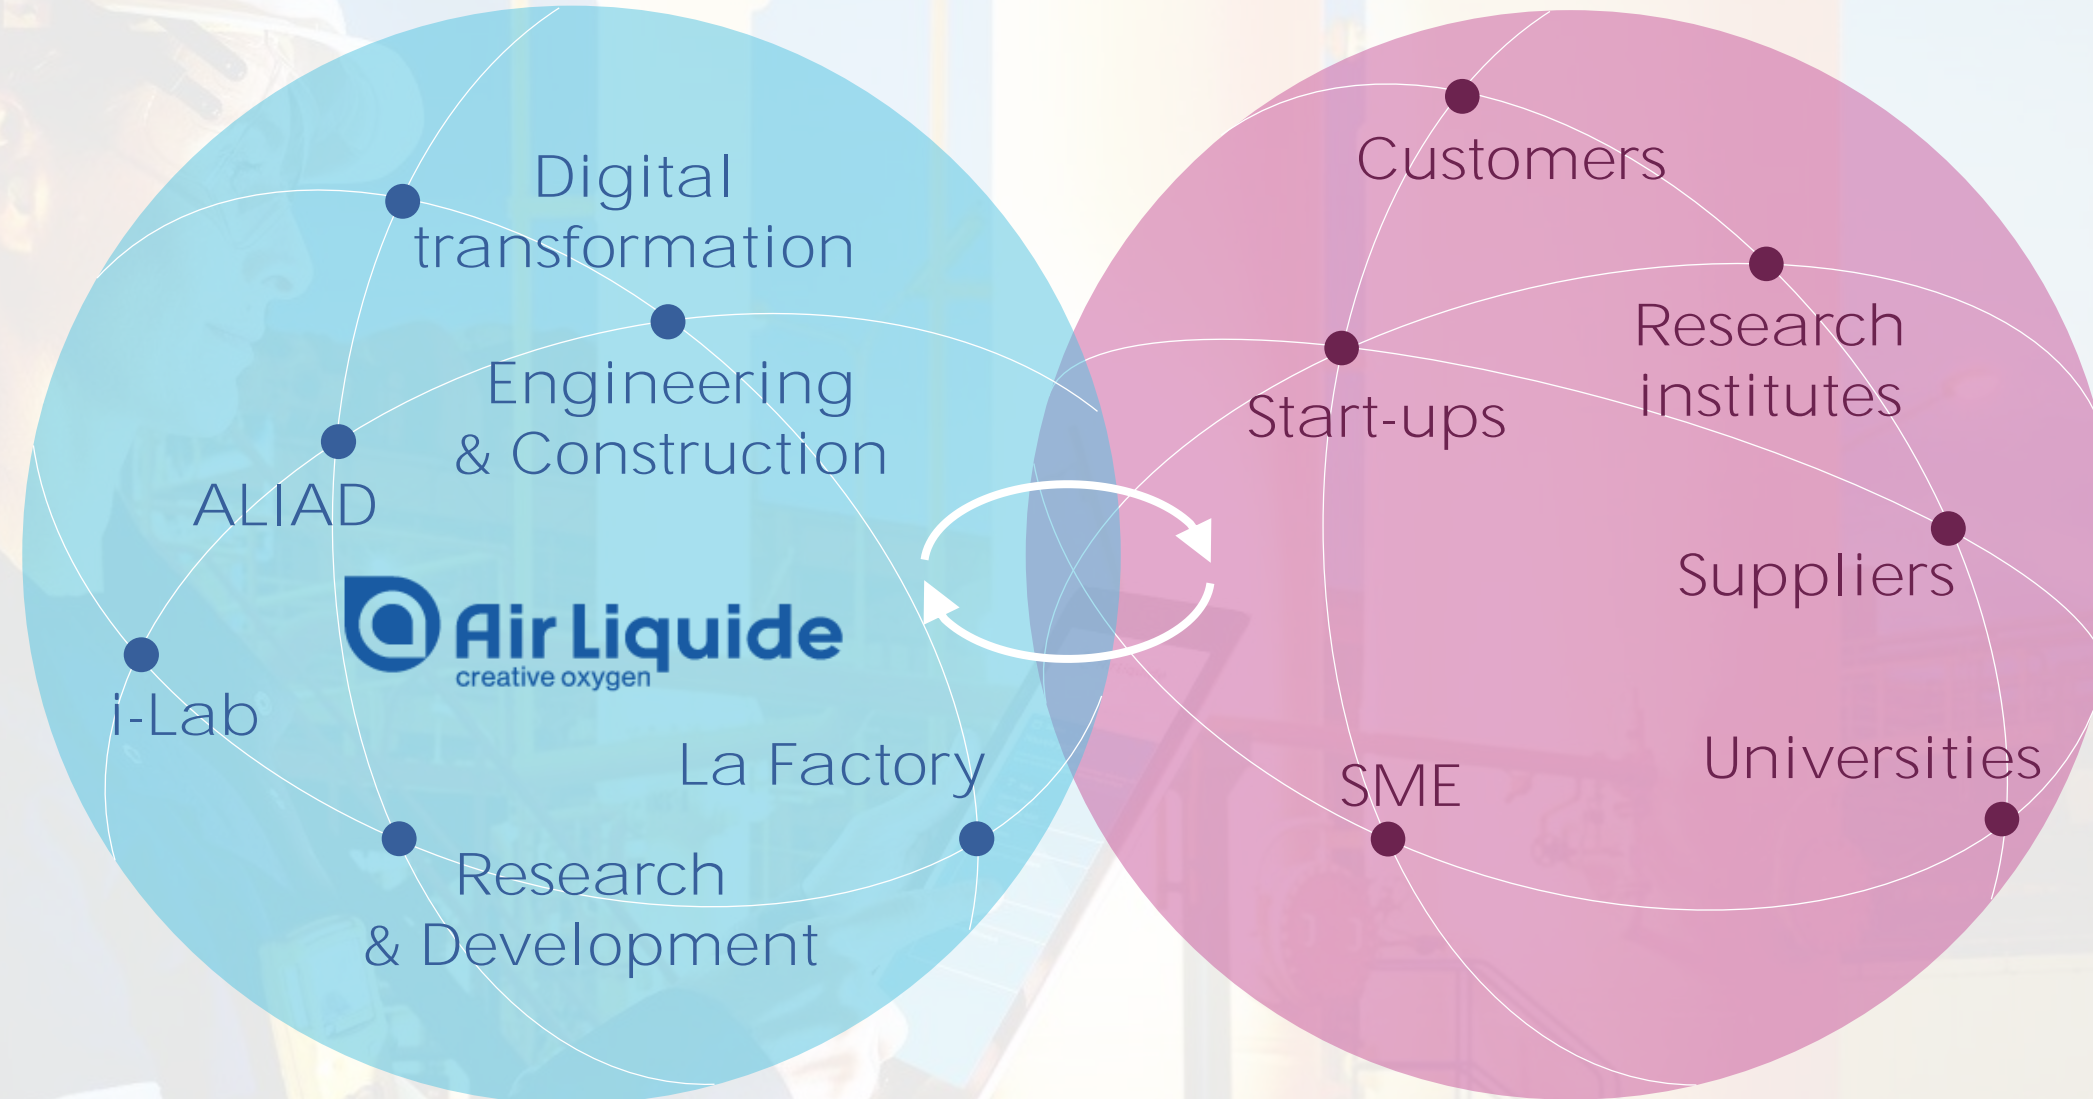 Digital
transformation
Engineering
& Construction
ALIAD
Air Liquide
creative oxygen
i-Lab
La Factory
Research
& Development
Customers
Research
institutes
Start-ups
Suppliers
Universities
SME